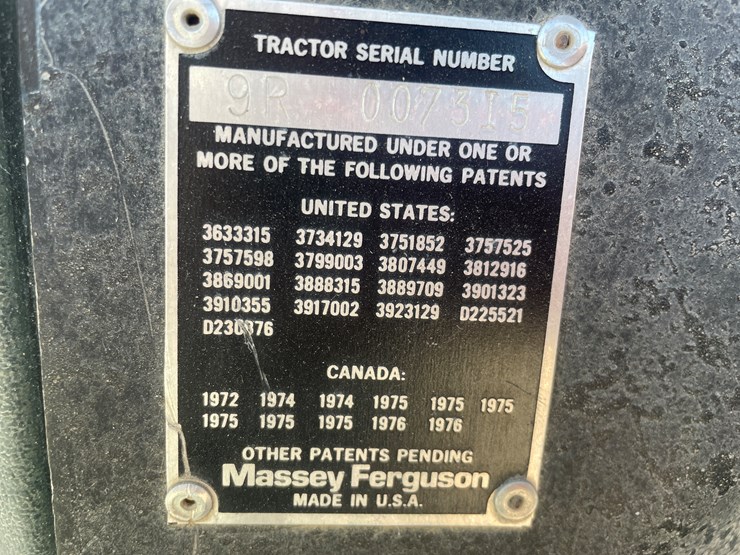 TRACTOR SERIAL NUMBER
9R 007315
MANUFACTURED UNDER ONE OR
MORE OF THE FOLLOWING PATENTS
UNITED STATES:
3633315 3734129 3751852 3757525
3757598 3799003 3807449 3812916
3869001 3888315 3889709 3901323
3910355 3917002 3923129 D225521
CANADA:
1972 1974 1974 1975 1975 1975
1975 1975 1975 1976 1976
OTHER PATENTS PENDING
Massey Ferguson
MADE IN U.S.A.